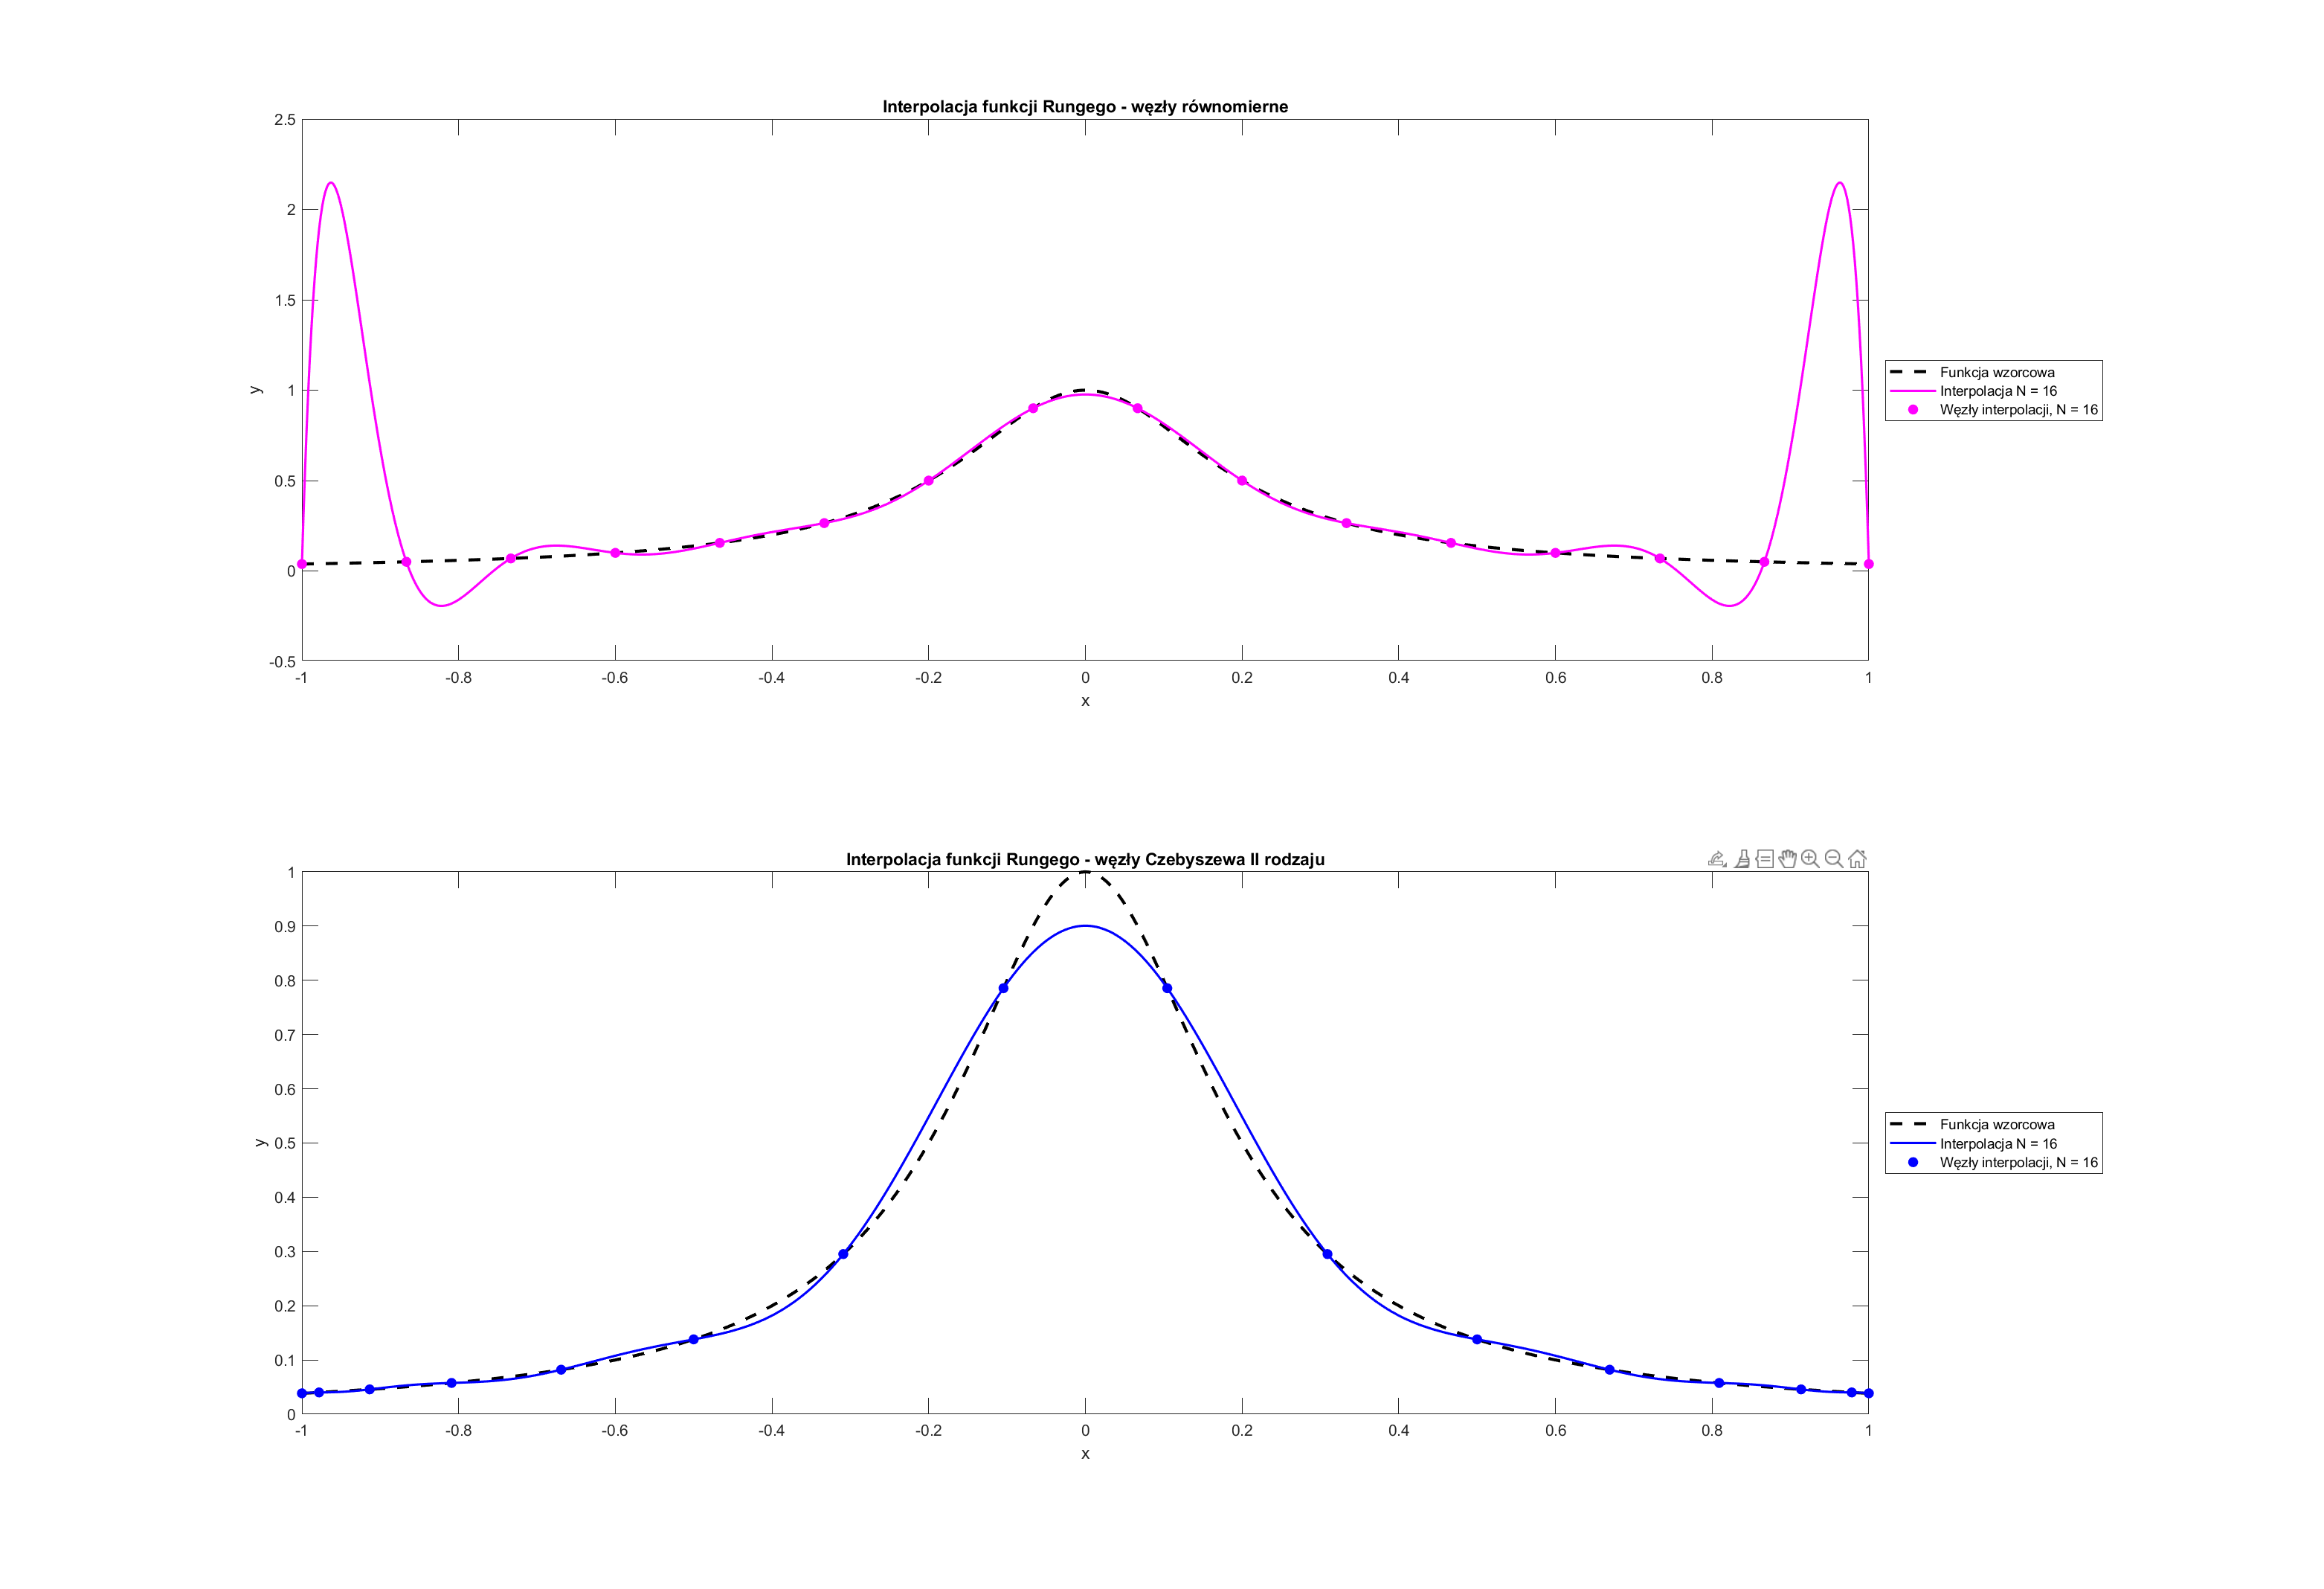 Interpolacja funkcji Rungego - węzły równomierne
2.5
2
1.5
1
0.5
0
-0.5
y
-1 -0.8 -0.6 -0.4 -0.2 0 0.2 0.4 0.6 0.8 1
x
Funkcja wzorcowa
Interpolacja N = 16
Węzły interpolacji, N = 16
Interpolacja funkcji Rungego - węzły Czebyszewa II rodzaju
1
0.9
0.8
0.7
0.6
0.5
0.4
0.3
0.2
0.1
0
y
-1 -0.8 -0.6 -0.4 -0.2 0 0.2 0.4 0.6 0.8 1
x
Funkcja wzorcowa
Interpolacja N = 16
Węzły interpolacji, N = 16